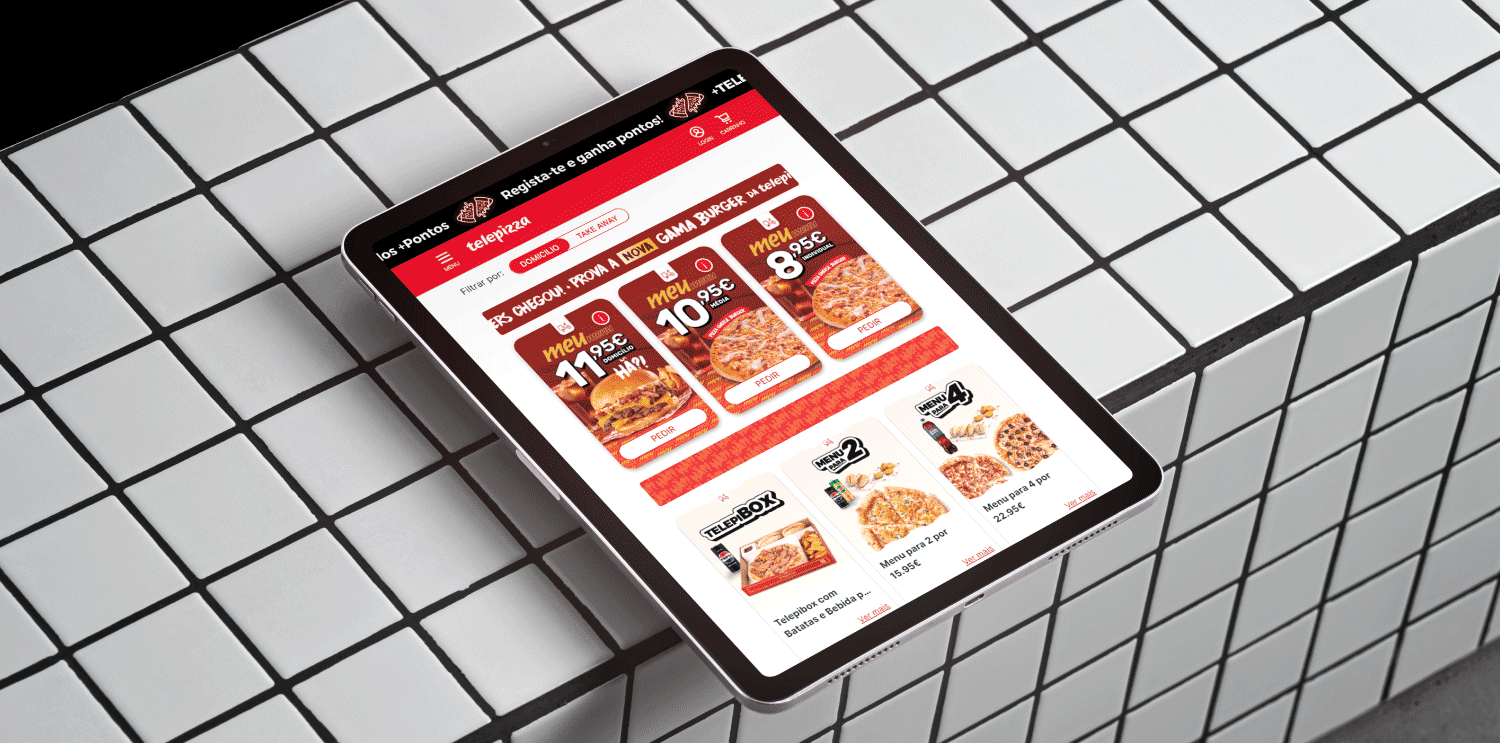 los +Pontos Regista-te e ganha pontos! +TELE
MENU telepizza LOGIN CARRINHO
Filtrar por: DOMICILIO TAKE AWAY
ERS CHEGOU! • PROVA A NOVA GAMA BURGER DA telepi
meu
11,95€
DOMICÍLIO
HÃ?!
PEDIR
meu
10,95€
MÉDIA
PEDIR
meu
8,95€
INDIVIDUAL
PEDIR
TELEPIBOX
Telepibox com
Batatas e Bebida p...
Ver mais
MENU
PARA 2
Menu para 2 por
15.95€
Ver mais
MENU
PARA 4
Menu para 4 por
22.95€
Ver mais